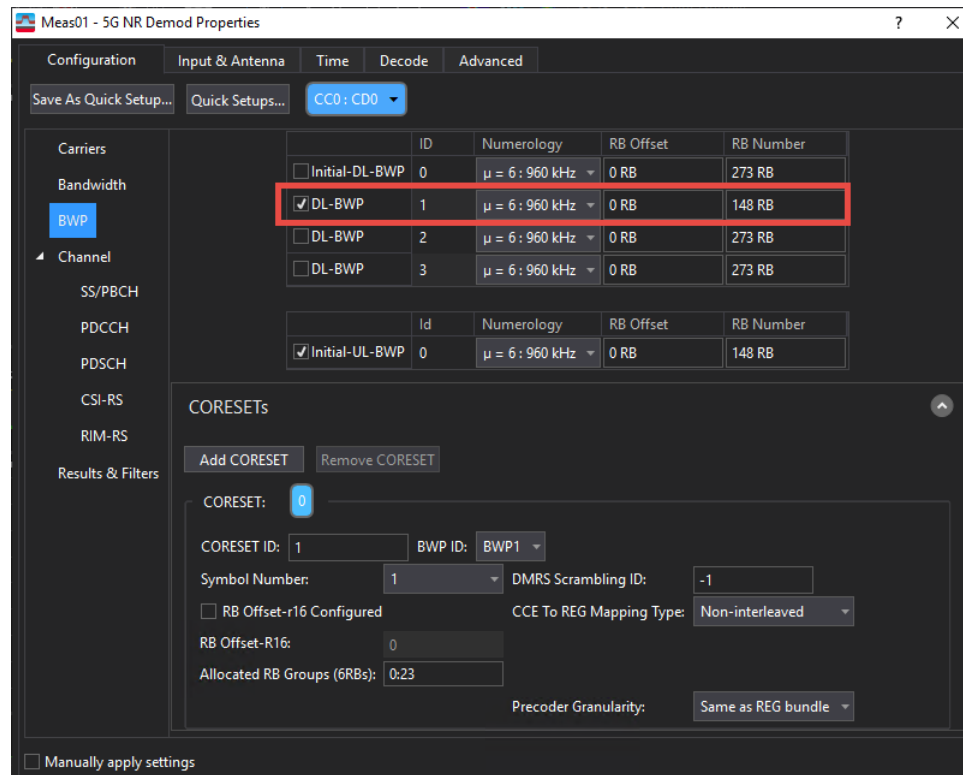 Meas01 - 5G NR Demod Properties ? ×
Configuration Input & Antenna Time Decode Advanced
Save As Quick Setup... Quick Setups... CC0 : CD0
Carriers
Bandwidth
BWP
Channel
SS/PBCH
PDCCH
PDSCH
CSI-RS
RIM-RS
Results & Filters
ID Numerology RB Offset RB Number
Initial-DL-BWP 0 μ = 6 : 960 kHz 0 RB 273 RB
DL-BWP 1 μ = 6 : 960 kHz 0 RB 148 RB
DL-BWP 2 μ = 6 : 960 kHz 0 RB 273 RB
DL-BWP 3 μ = 6 : 960 kHz 0 RB 273 RB
Id Numerology RB Offset RB Number
Initial-UL-BWP 0 μ = 6 : 960 kHz 0 RB 148 RB
CORESETs
Add CORESET Remove CORESET
CORESET: 0
CORESET ID: 1 BWP ID: BWP1
Symbol Number: 1 DMRS Scrambling ID: -1
RB Offset-r16 Configured CCE To REG Mapping Type: Non-interleaved
RB Offset-R16: 0
Allocated RB Groups (6RBs): 0:23
Precoder Granularity: Same as REG bundle
Manually apply settings